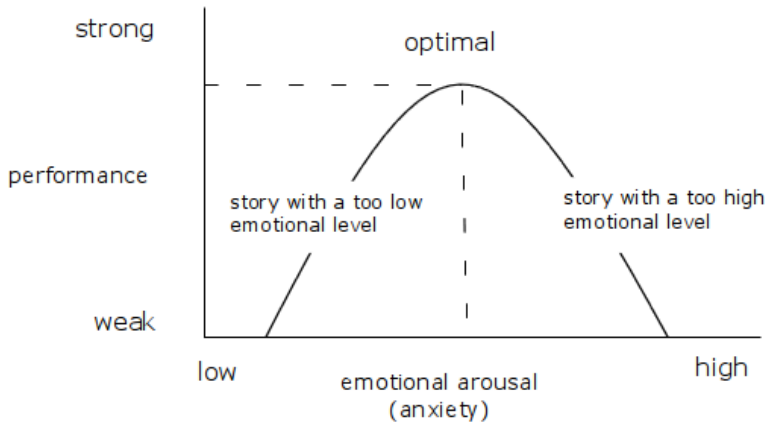 strong
optimal
performance
story with a too low
emotional level
story with a too high
emotional level
weak
low
high
emotional arousal
(anxiety)